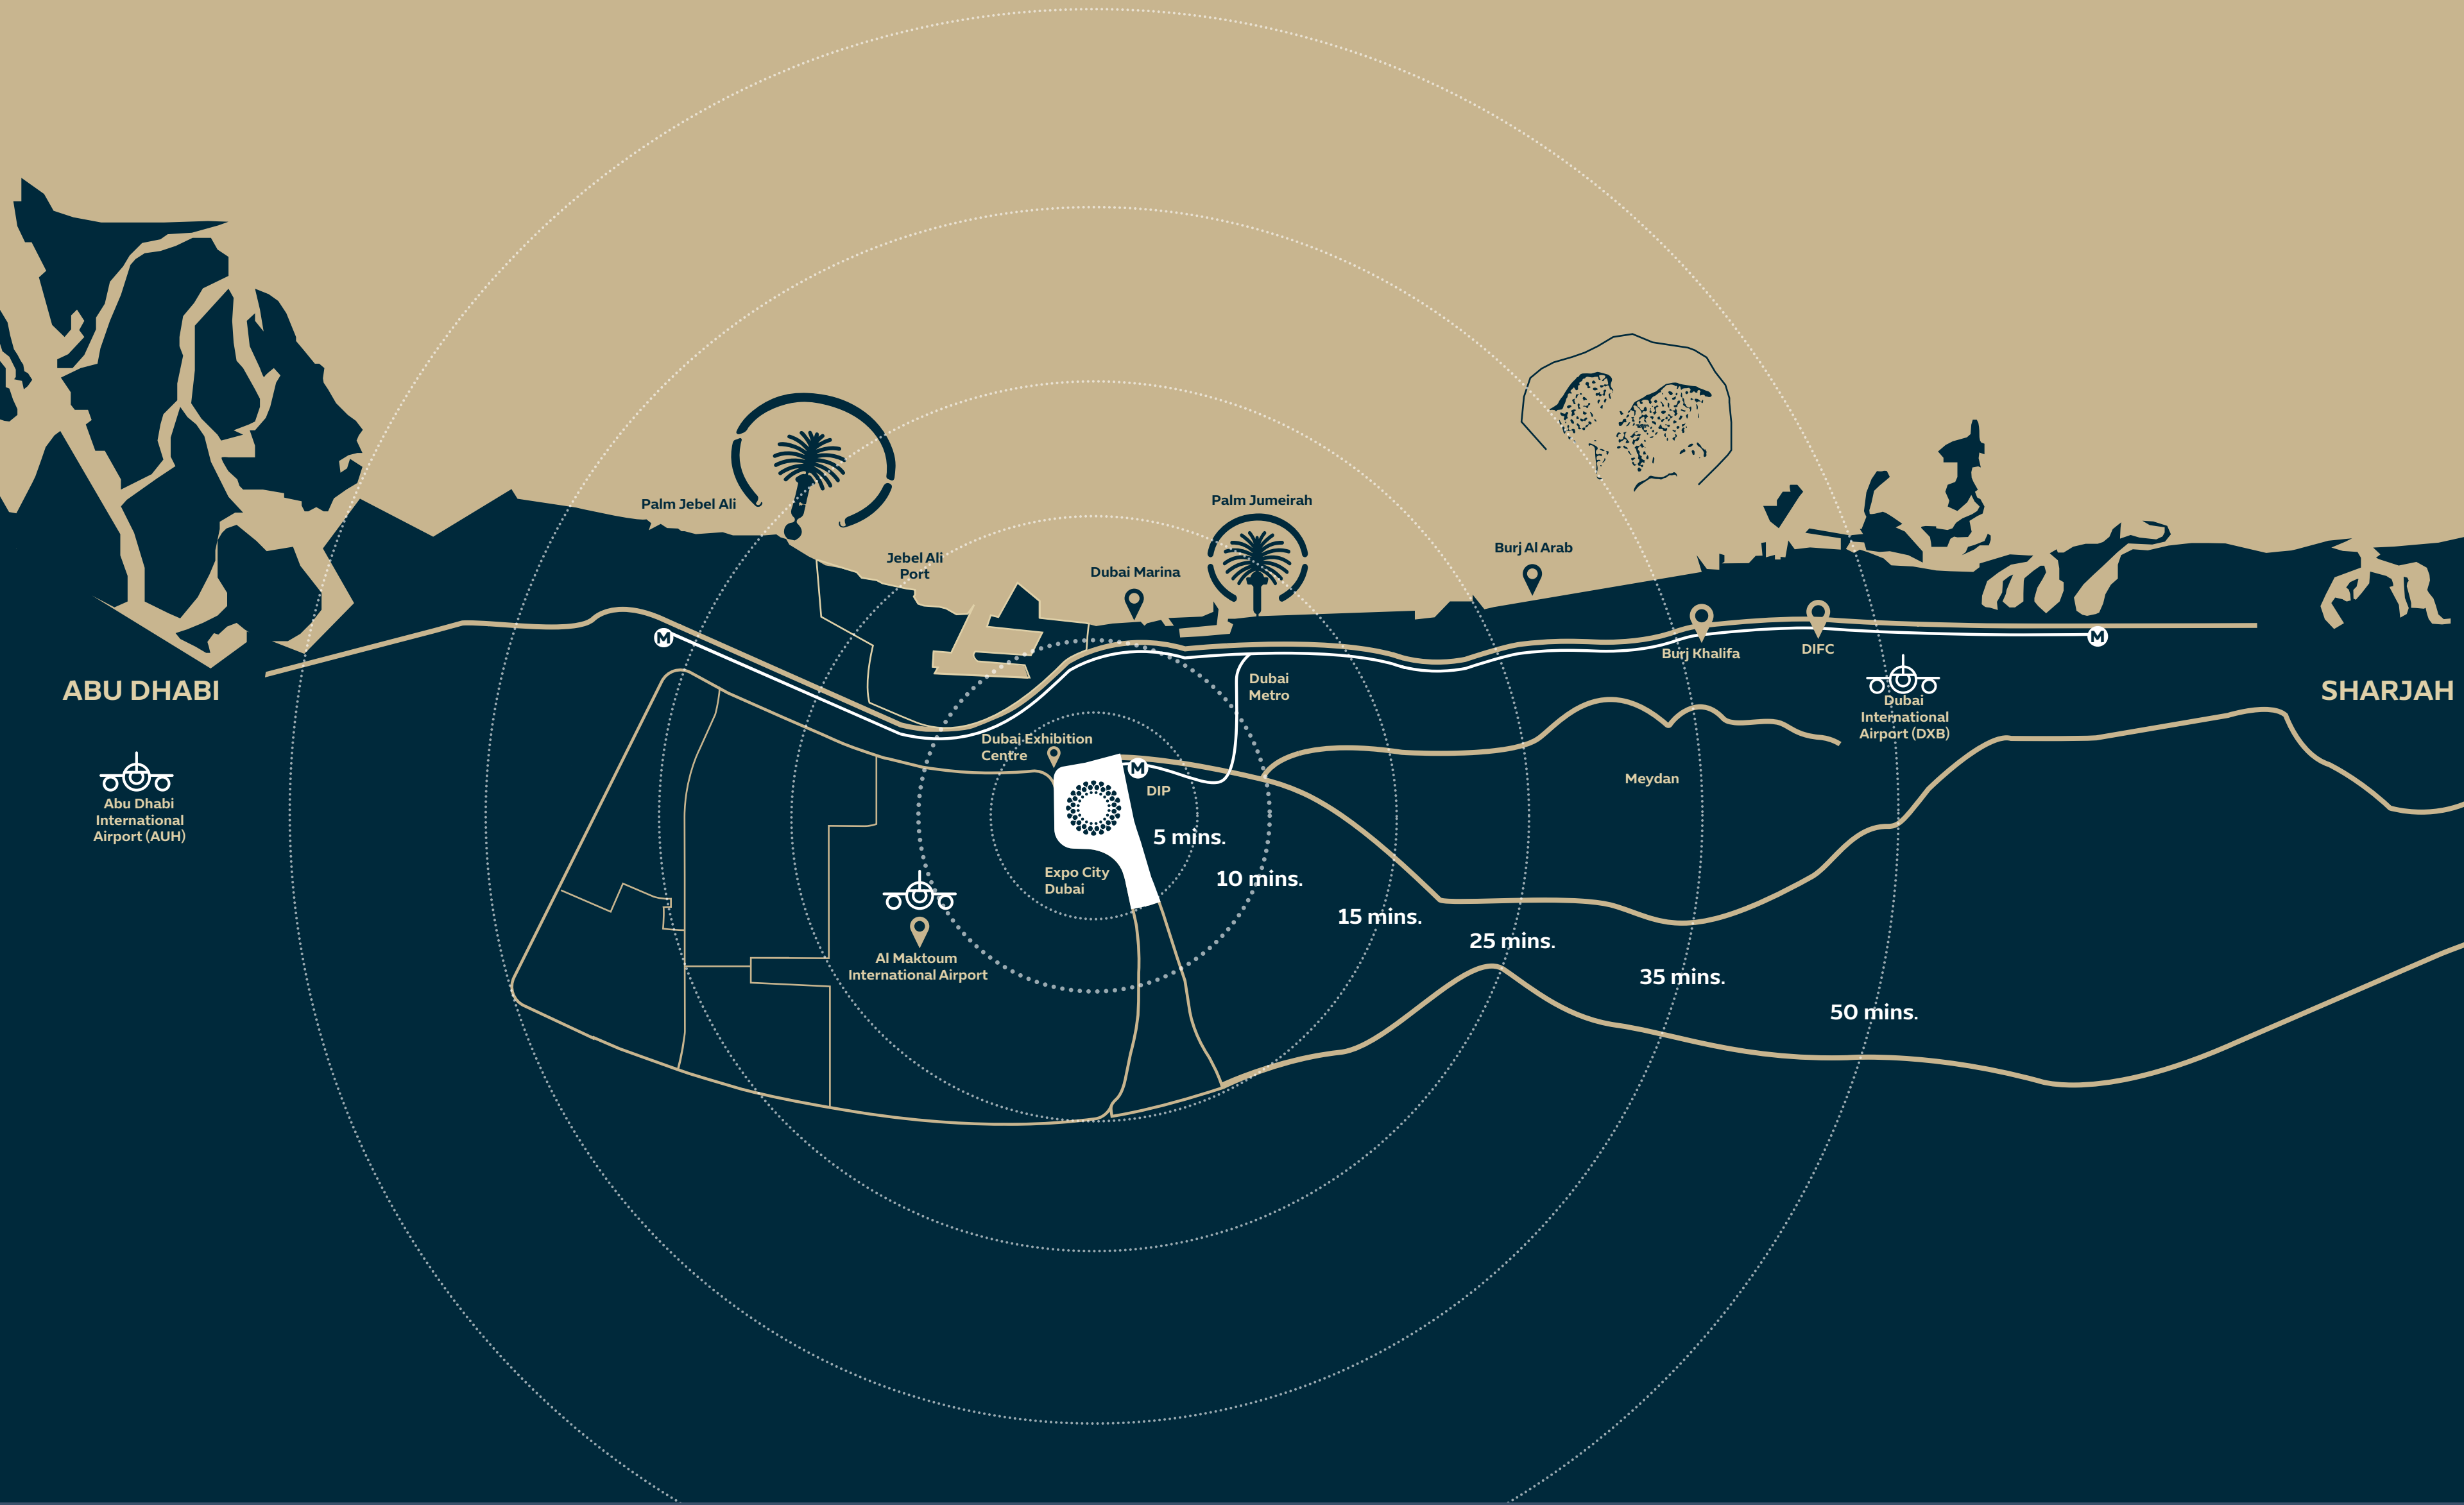 Palm Jebel Ali
Palm Jumeirah
Jebel Ali
Port
Dubai Marina
Burj Al Arab
M
M
Burj Khalifa
DIFC
ABU DHABI
Dubai
Metro
SHARJAH
Dubai
International
Airport (DXB)
Dubai Exhibition
Centre
M
DIP
Meydan
Abu Dhabi
International
Airport (AUH)
5 mins.
Expo City
Dubai
10 mins.
15 mins.
25 mins.
Al Maktoum
International Airport
35 mins.
50 mins.